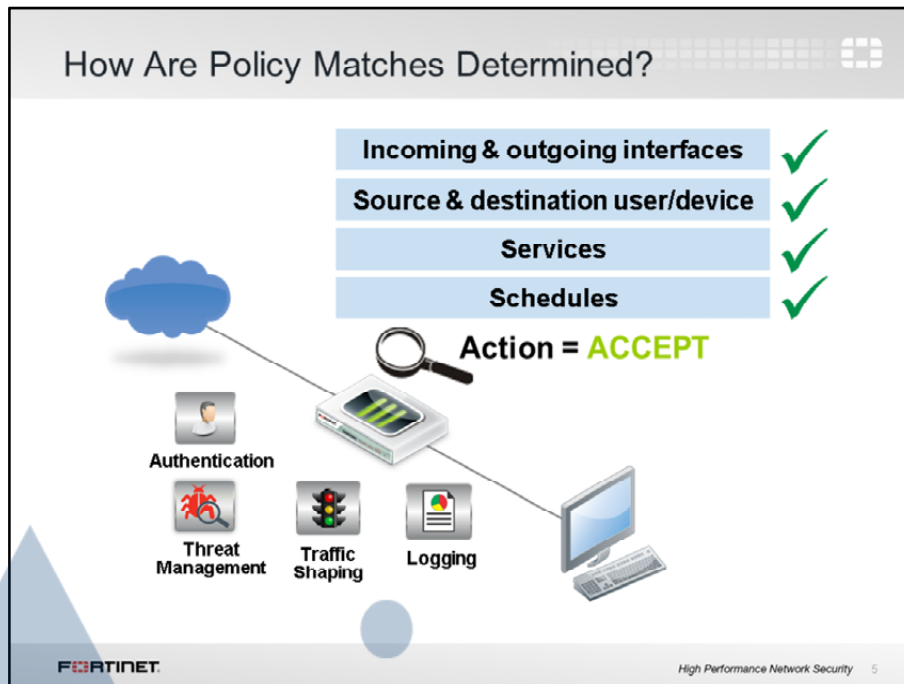 How Are Policy Matches Determined?
Incoming & outgoing interfaces
Source & destination user/device
Services
Schedules
Action = ACCEPT
Authentication
Threat
Management
Traffic
Shaping
Logging
FORTINET
High Performance Network Security 5